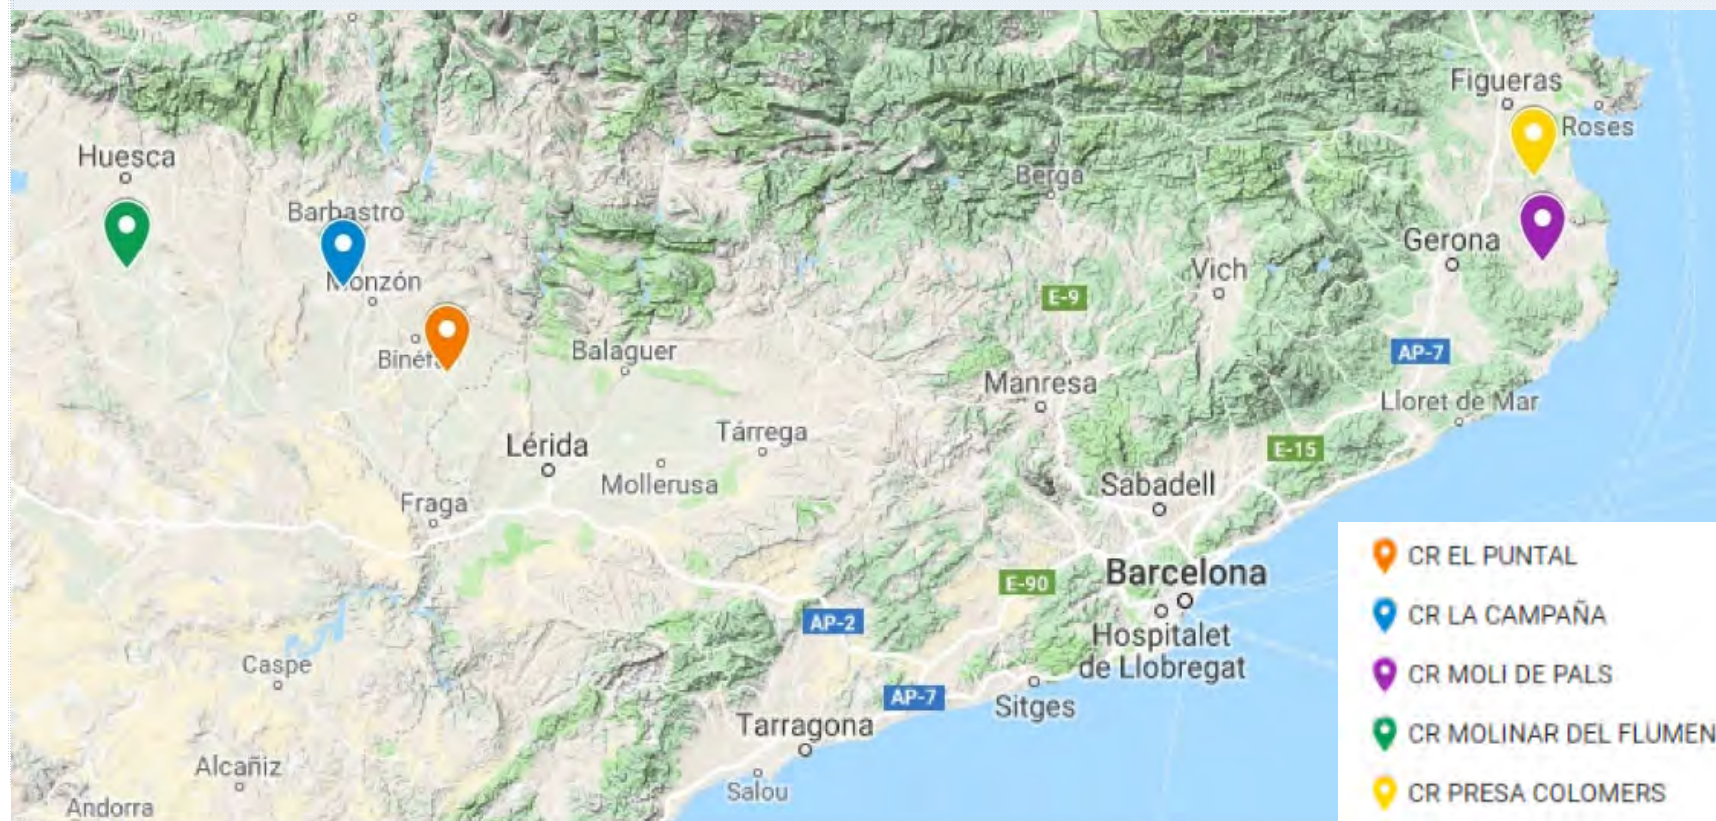 Figueras
Roses
Huesca
Berga
Barbastro
Gerona
Vich
Monzón
E-9
Balaguer
AP-7
Manresa
Lloret de Mar
Tárrega
Lérida
E-15
Mollerusa
Sabadell
Fraga
CR EL PUNTAL
Barcelona
E-90
CR LA CAMPAÑA
AP-2
Hospitalet
de Llobregat
Caspe
CR MOLI DE PALS
AP-7
Sitges
Tarragona
CR MOLINAR DEL FLUMEN
Alcañiz
Salou
CR PRESA COLOMERS
Andorra